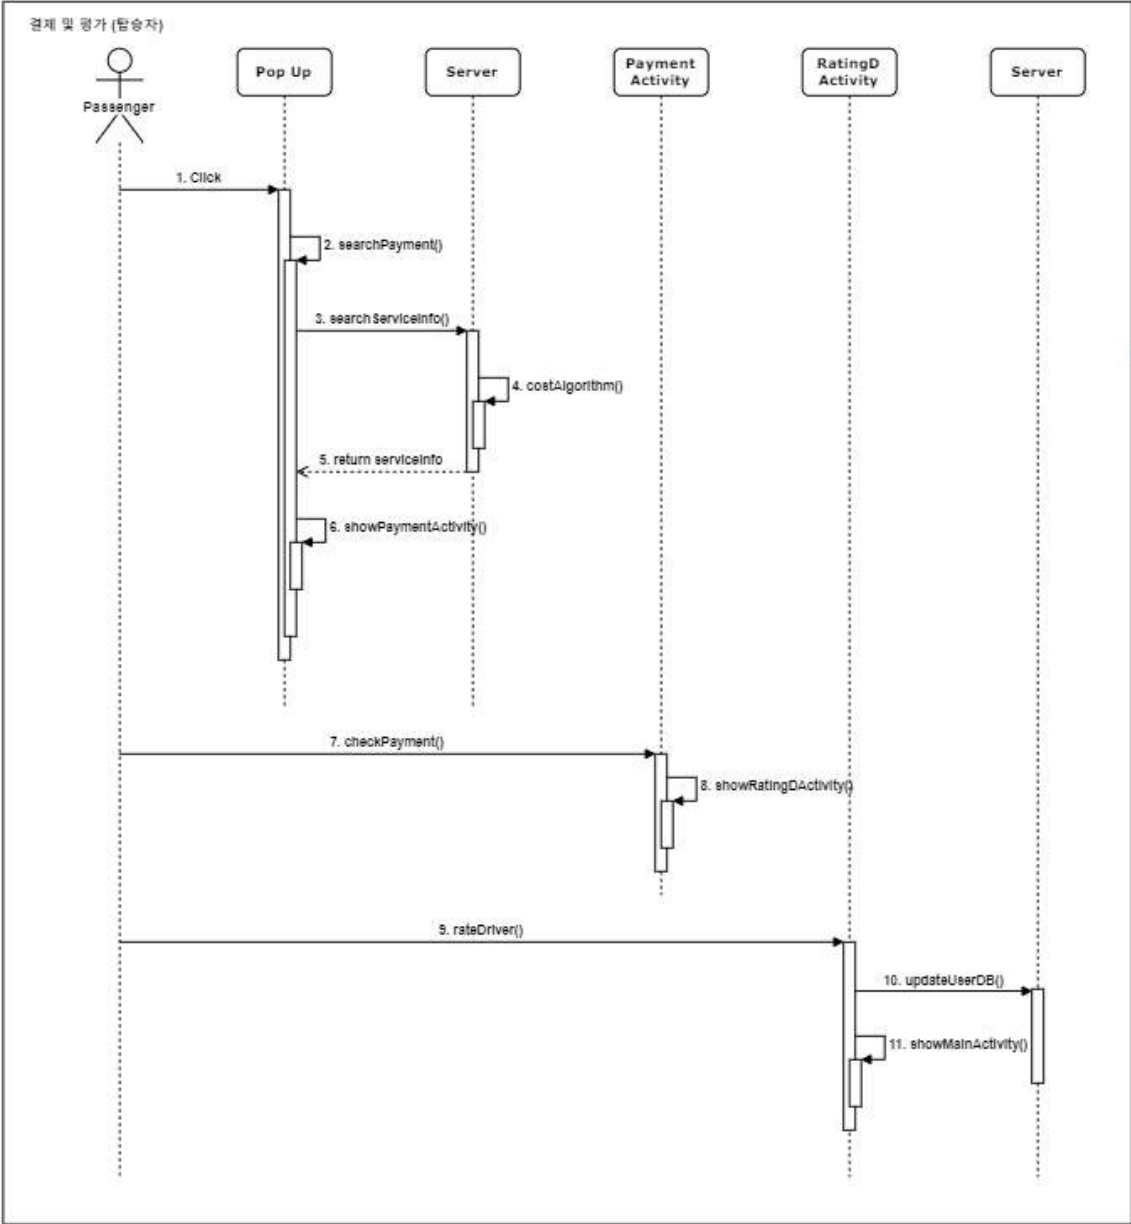 결제 및 평가 (탑승자)
Passenger
Pop Up
Server
Payment
Activity
RatingD
Activity
Server
1. Click
2. searchPayment()
3. searchServiceInfo()
4. costAlgorithm()
5. return serviceInfo
6. showPaymentActivity()
7. checkPayment()
8. showRatingDActivity()
9. rateDriver()
10. updateUserDB()
11. showMainActivity()